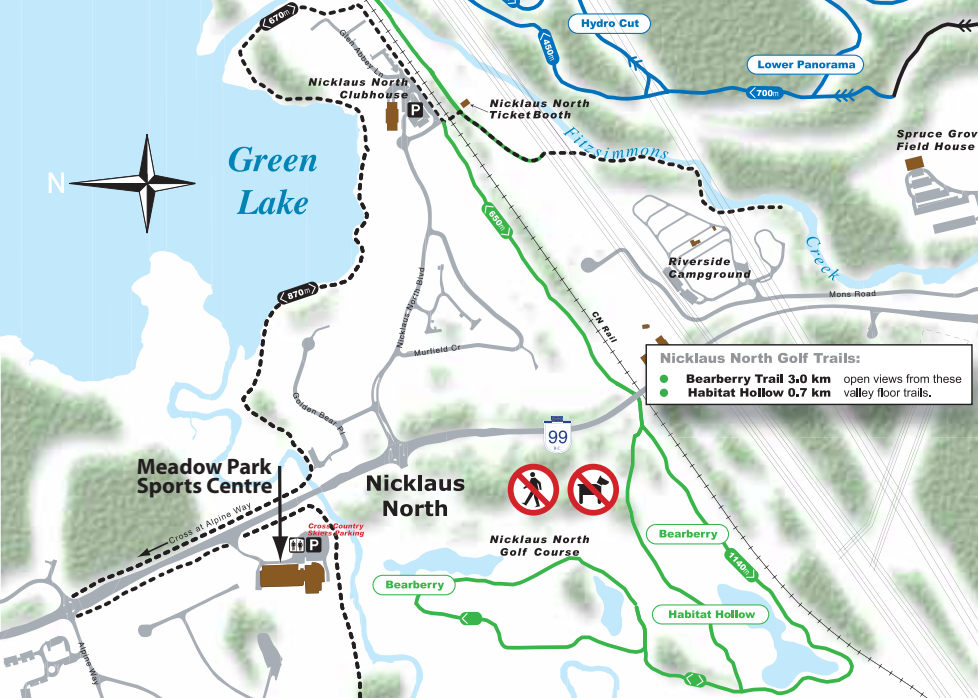 670m
Glen Abbey Ln
Nicklaus North
Clubhouse
P
Nicklaus North
Ticket Booth
Hydro Cut
450m
Lower Panorama
700m
Spruce Grov
Field House
Fitzsimmons
Creek
N
Green
Lake
650m
Riverside
Campground
Mons Road
870m
Nicklaus North Blvd
Murfield Cr
CN Rail
Golden Bear Pl
Nicklaus North Golf Trails:
Bearberry Trail 3.0 km open views from these
Habitat Hollow 0.7 km valley floor trails.
99
Meadow Park
Sports Centre
Nicklaus
North
Cross at Alpine Way
Cross Country
Skiers Parking
P
Nicklaus North
Golf Course
Bearberry
1140m
Bearberry
Habitat Hollow
Alpine Way